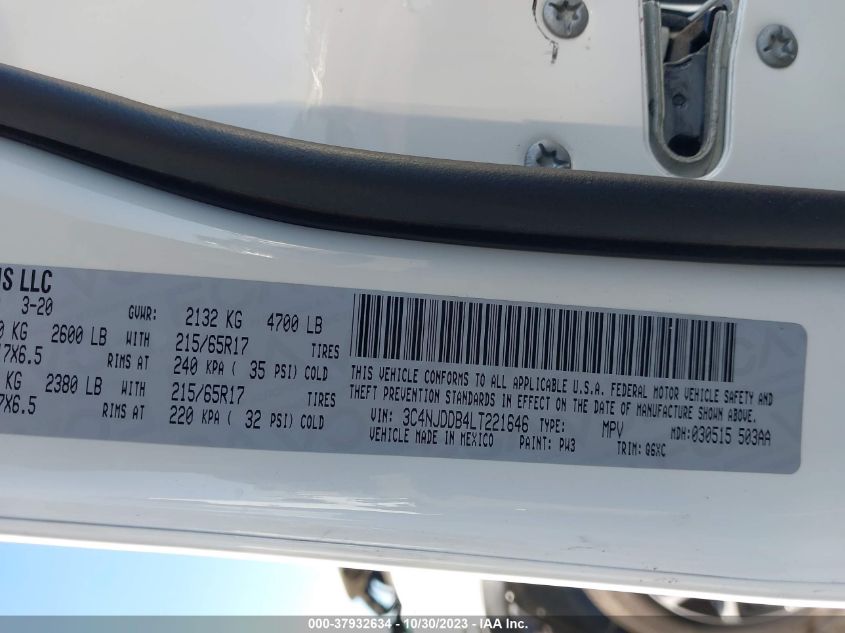 US LLC
3-20
GVWR: 2132 KG 4700 LB
KG 2600 LB WITH 215/65R17 TIRES
7X6.5 RIMS AT 240 KPA ( 35 PSI) COLD
KG 2380 LB WITH 215/65R17 TIRES
7X6.5 RIMS AT 220 KPA ( 32 PSI) COLD
THIS VEHICLE CONFORMS TO ALL APPLICABLE U.S.A. FEDERAL MOTOR VEHICLE SAFETY AND
THEFT PREVENTION STANDARDS IN EFFECT ON THE DATE OF MANUFACTURE SHOWN ABOVE.
VIN: 3C4NJDDB4LT221646 TYPE: MPV MDH:030515 503AA
VEHICLE MADE IN MEXICO PAINT: PW3 TRIM: G6XC
000-37932634 - 10/30/2023 - IAAI.COM